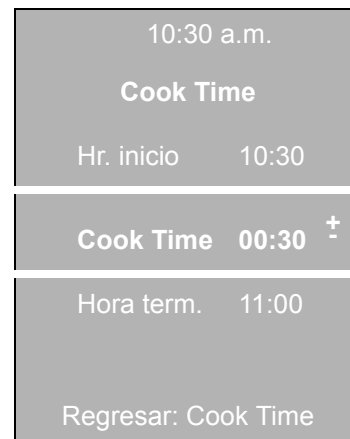 10:30 a.m.
Cook Time
Hr. inicio 10:30
Cook Time 00:30 +-
Hora term. 11:00
Regresar: Cook Time